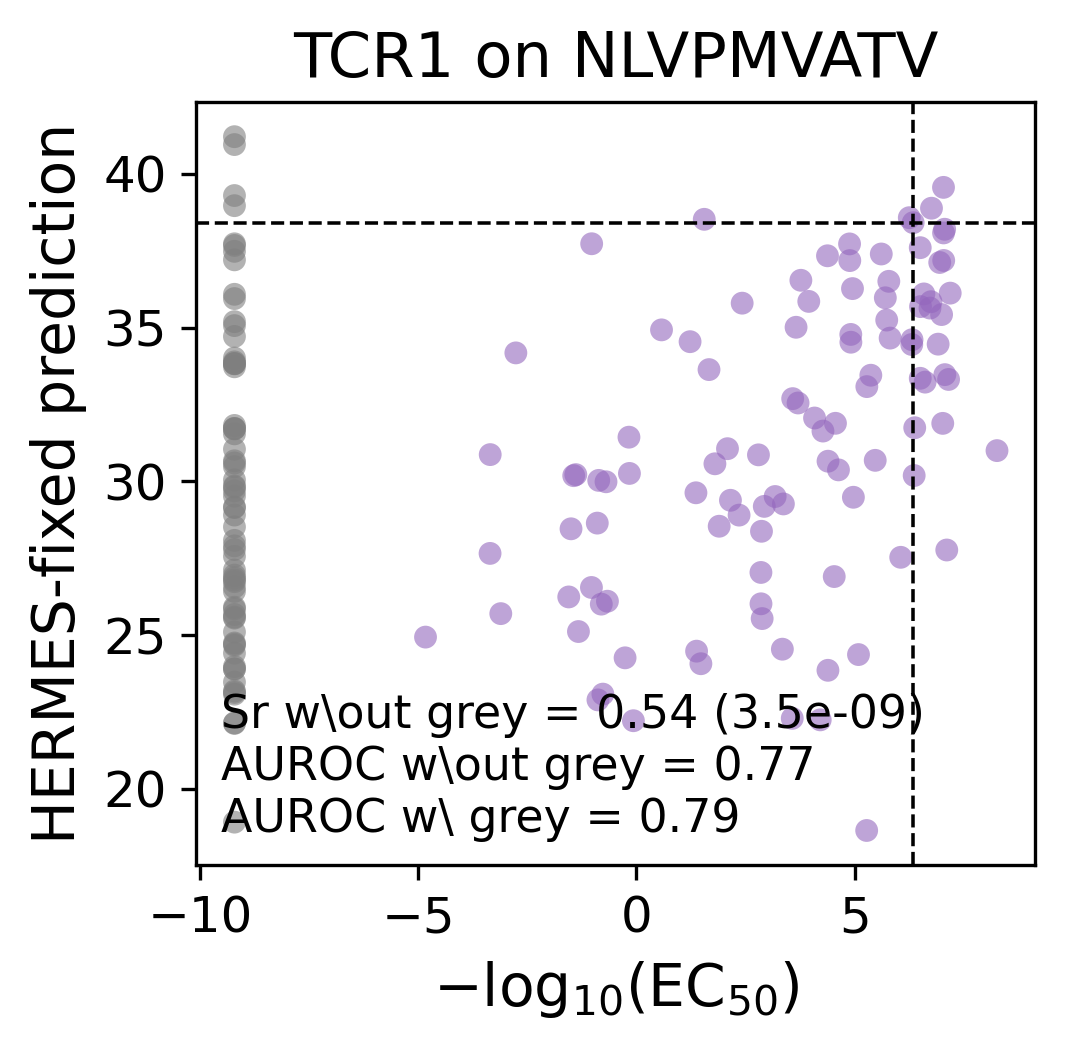 TCR1 on NLVPMVATV
HERMES-fixed prediction
40
35
30
25
20
Sr w\out grey = 0.54 (3.5e-09)
AUROC w\out grey = 0.77
AUROC w\ grey = 0.79
−10 −5 0 5
−log₁₀(EC₅₀)